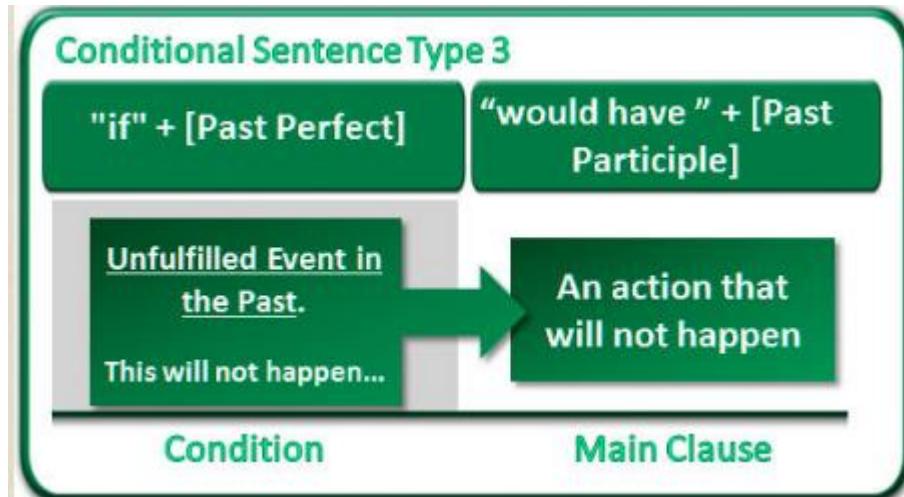 Conditional Sentence Type 3
"if" + [Past Perfect]
“would have ” + [Past
Participle]
Unfulfilled Event in
the Past.
This will not happen...
An action that
will not happen
Condition
Main Clause